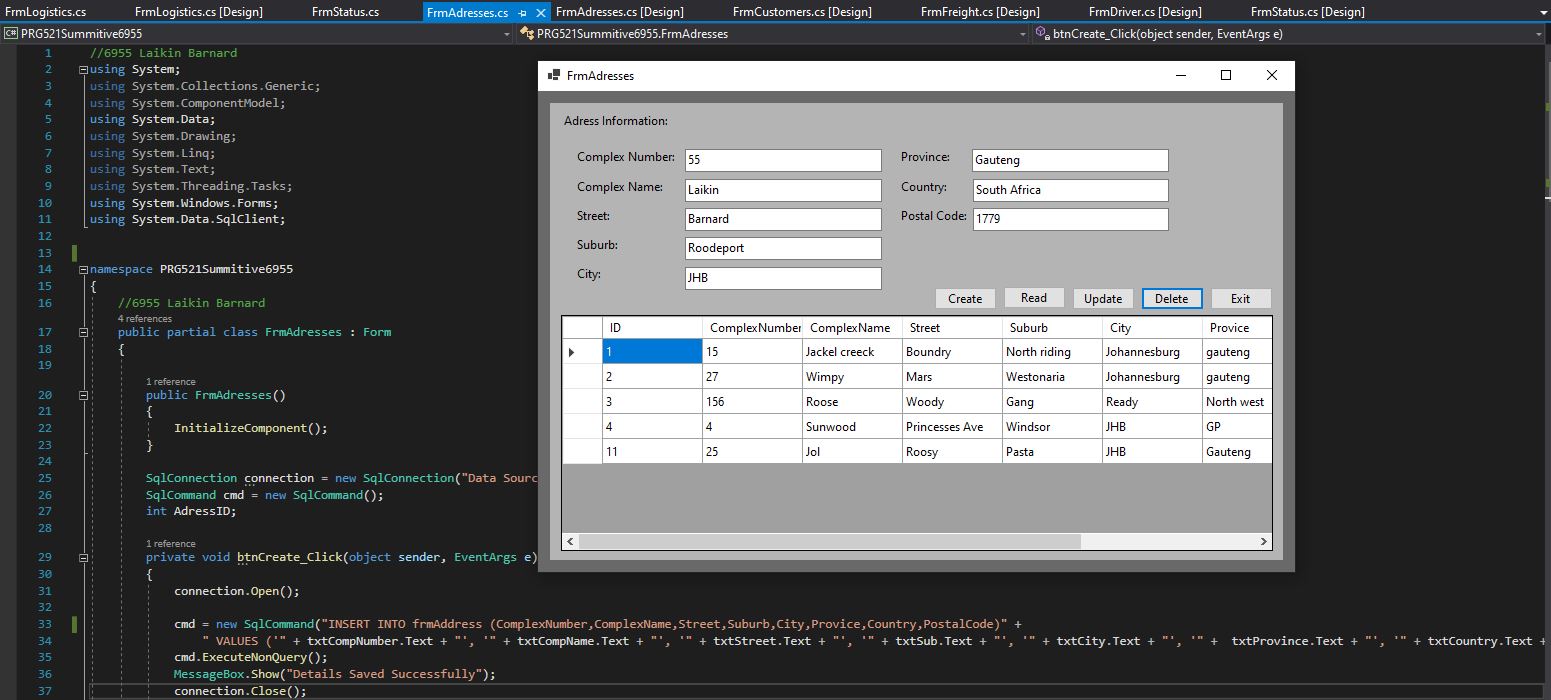 FrmLogistics.cs FrmLogistics.cs [Design] FrmStatus.cs FrmAdresses.cs FrmAdresses.cs [Design] FrmCustomers.cs [Design] FrmFreight.cs [Design] FrmDriver.cs [Design] FrmStatus.cs [Design]
C# PRG521Summitive6955 PRG521Summitive6955.FrmAdresses btnCreate_Click(object sender, EventArgs e)
1 //6955 Laikin Barnard
2 using System;
3 using System.Collections.Generic;
4 using System.ComponentModel;
5 using System.Data;
6 using System.Drawing;
7 using System.Linq;
8 using System.Text;
9 using System.Threading.Tasks;
10 using System.Windows.Forms;
11 using System.Data.SqlClient;
12
13
14 namespace PRG521Summitive6955
15 {
16 //6955 Laikin Barnard
4 references
17 public partial class FrmAdresses : Form
18 {
19
1 reference
20 public FrmAdresses()
21 {
22 InitializeComponent();
23 }
24
25 SqlConnection connection = new SqlConnection("Data Sourc
26 SqlCommand cmd = new SqlCommand();
27 int AdressID;
28
1 reference
29 private void btnCreate_Click(object sender, EventArgs e)
30 {
31 connection.Open();
32
33 cmd = new SqlCommand("INSERT INTO frmAddress (ComplexNumber,ComplexName,Street,Suburb,City,Provice,Country,PostalCode)" +
34 " VALUES ('" + txtCompNumber.Text + "', '" + txtCompName.Text + "', '" + txtStreet.Text + "', '" + txtSub.Text + "', '" + txtCity.Text + "', '" + txtProvince.Text + "', '" + txtCountry.Text +
35 cmd.ExecuteNonQuery();
36 MessageBox.Show("Details Saved Successfully");
37 connection.Close();
FrmAdresses
Adress Information:
Complex Number: 55 Province: Gauteng
Complex Name: Laikin Country: South Africa
Street: Barnard Postal Code: 1779
Suburb: Roodeport
City: JHB
Create Read Update Delete Exit
ID ComplexNumber ComplexName Street Suburb City Provice
1 15 Jackel creeck Boundry North riding Johannesburg gauteng
2 27 Wimpy Mars Westonaria Johannesburg gauteng
3 156 Roose Woody Gang Ready North west
4 4 Sunwood Princesses Ave Windsor JHB GP
11 25 Jol Roosy Pasta JHB Gauteng